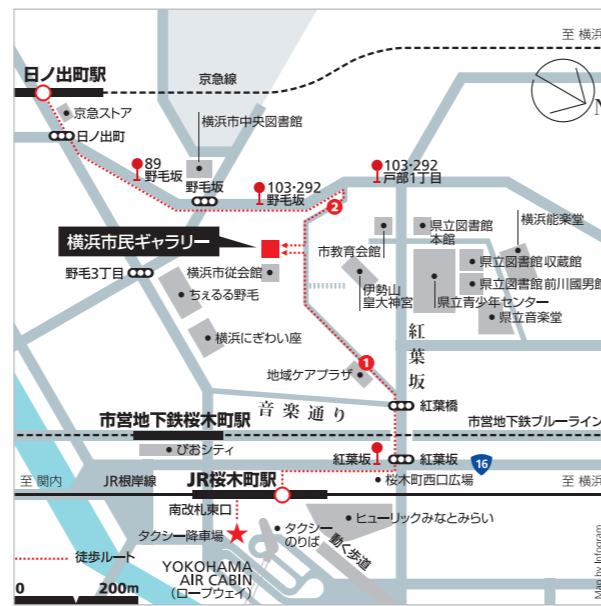 至 横浜
日ノ出町駅
京急線
京急ストア
横浜市中央図書館
日ノ出町
N
89
野毛坂
野毛坂
103・292
野毛坂
103・292
戸部1丁目
2
横浜市民ギャラリー
市教育会館
県立図書館
本館
横浜能楽堂
野毛3丁目
横浜市従会館
ちぇるる野毛
伊勢山
皇大神宮
県立図書館 収蔵館
県立図書館 前川國男館
県立青少年センター
県立音楽堂
横浜にぎわい座
紅葉坂
1
地域ケアプラザ
音楽通り
紅葉橋
市営地下鉄桜木町駅
市営地下鉄ブルーライン
ぴおシティ
紅葉坂
紅葉坂
16
至 関内
JR根岸線
JR桜木町駅
桜木町西口広場
至 横浜
南改札東口
タクシー降車場
タクシー
のりば
ヒューリックみなとみらい
動く歩道
徒歩ルート
YOKOHAMA
AIR CABIN
(ロープウェイ)
0
200m
Map by Infogram